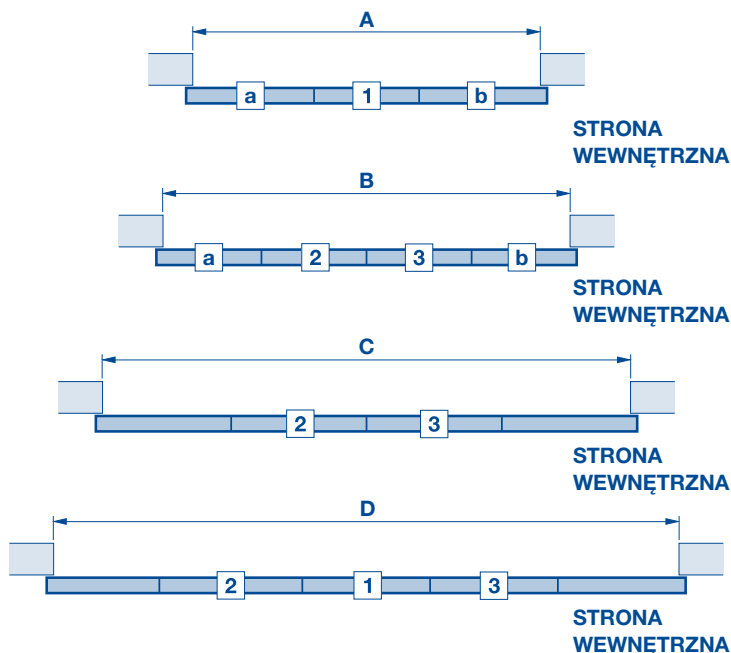 A
a 1 b
STRONA
WEWNĘTRZNA
B
a 2 3 b
STRONA
WEWNĘTRZNA
C
2 3
STRONA
WEWNĘTRZNA
D
2 1 3
STRONA
WEWNĘTRZNA